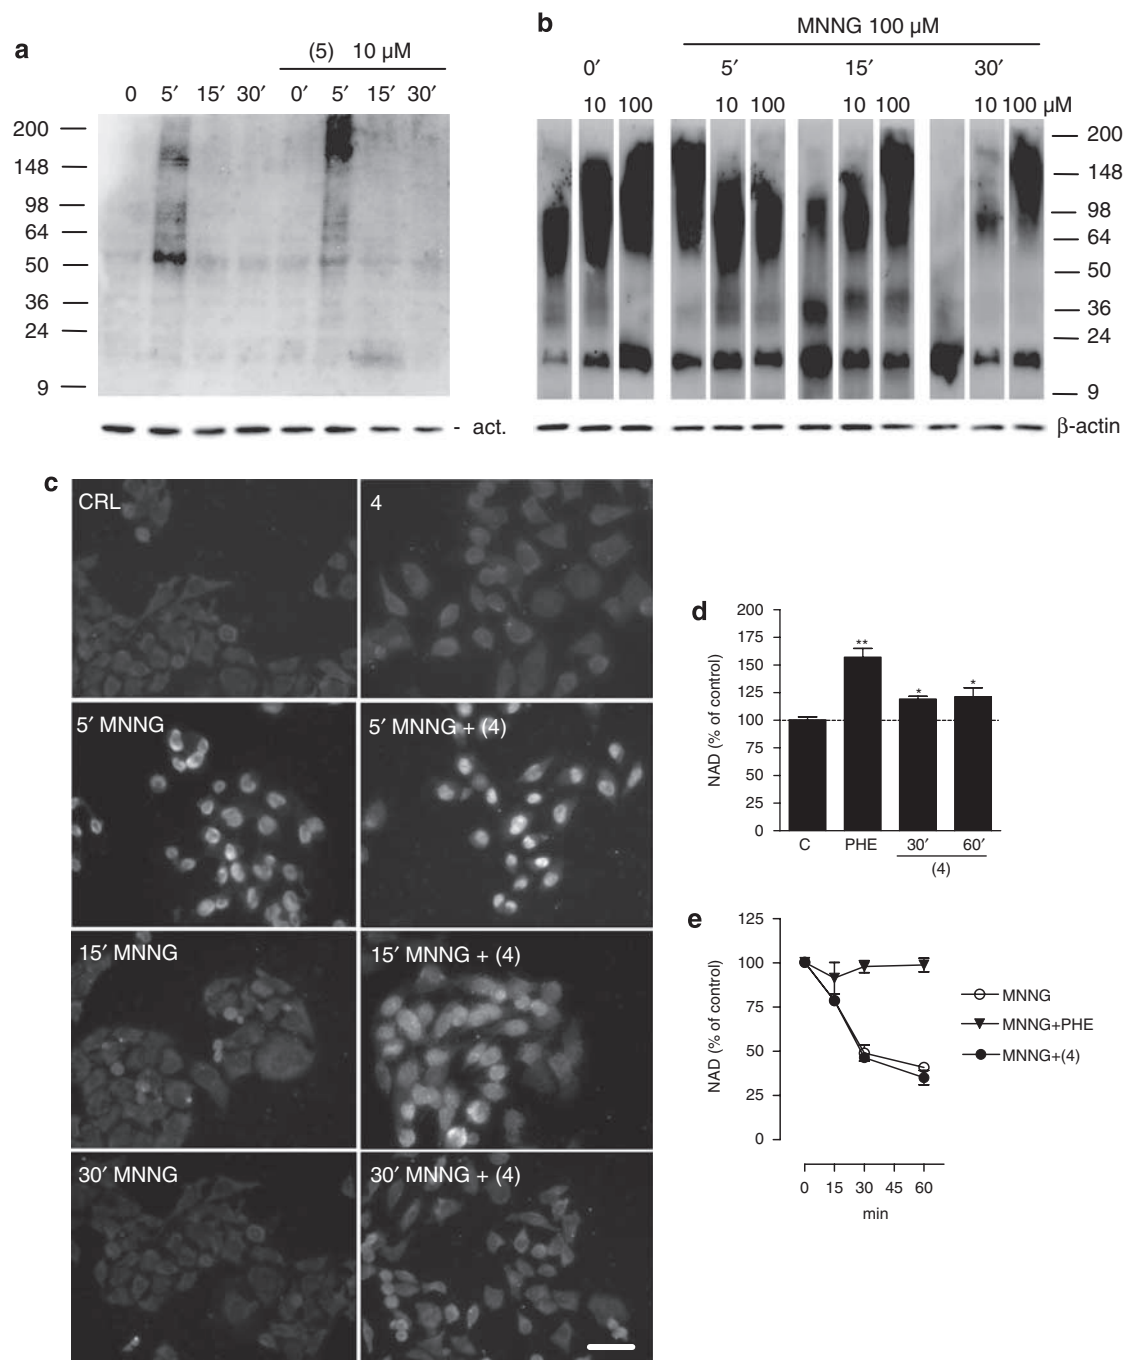 a
(5) 10 µM
0 5′ 15′ 30′ 0′ 5′ 15′ 30′
200
148
98
64
50
36
24
9
- act.
b
MNNG 100 µM
0′ 5′ 15′ 30′
10 100 10 100 10 100 10 100 µM
200
148
98
64
50
36
24
9
β-actin
c
CRL
4
5′ MNNG
5′ MNNG + (4)
15′ MNNG
15′ MNNG + (4)
30′ MNNG
30′ MNNG + (4)
d
NAD (% of control)
200
175
150
125
100
75
50
25
0
**
*
*
C PHE 30′ 60′
(4)
e
NAD (% of control)
125
100
75
50
25
0
0 15 30 45 60
min
MNNG
MNNG+PHE
MNNG+(4)